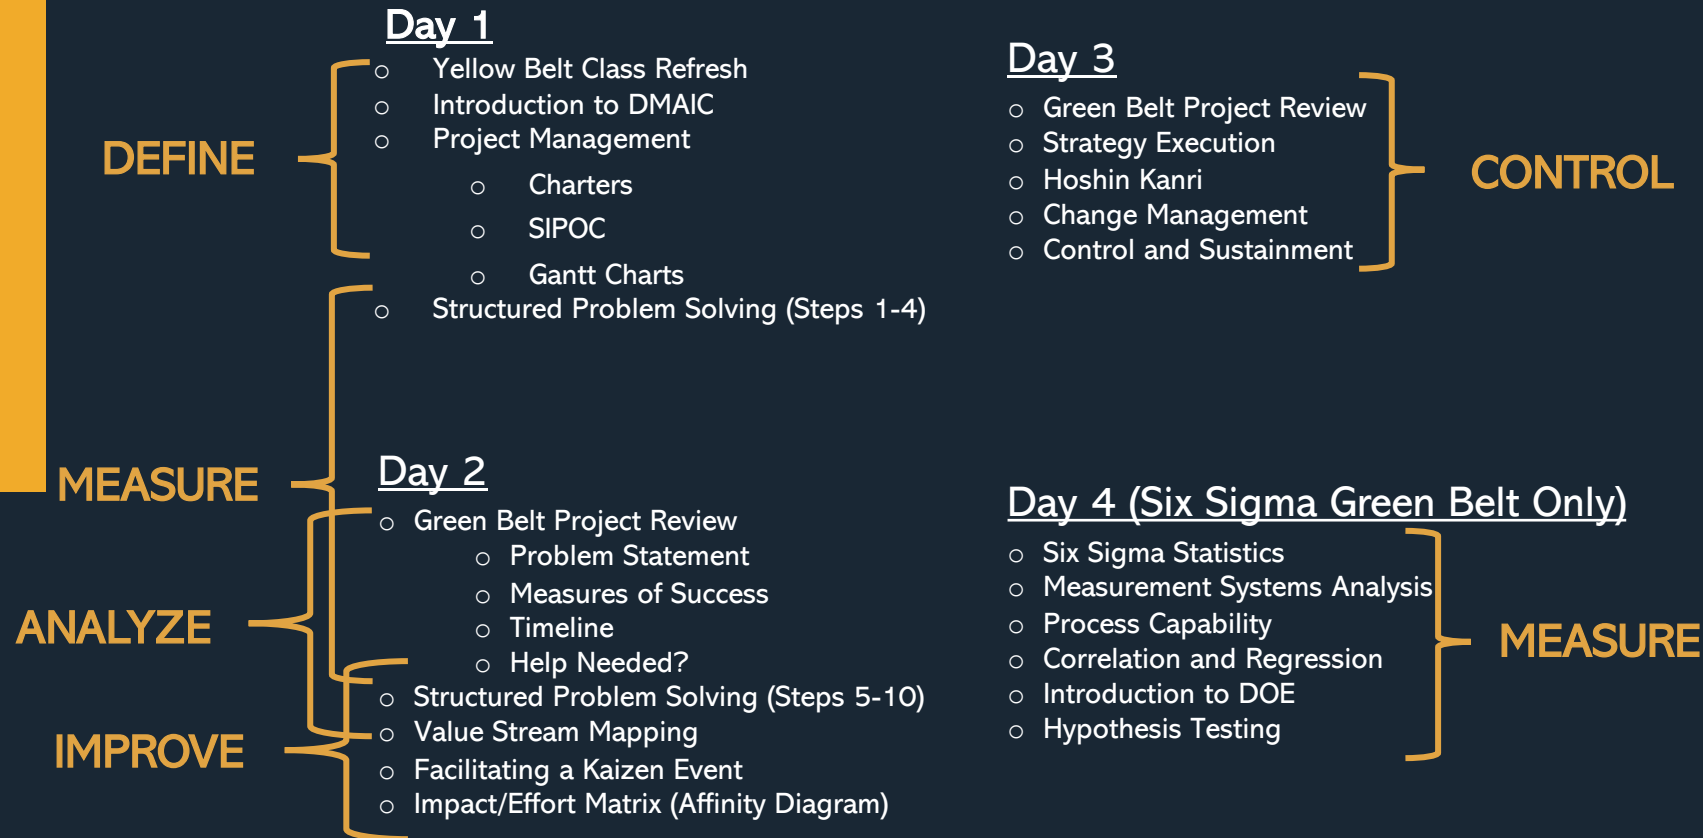 Day 1
o Yellow Belt Class Refresh
o Introduction to DMAIC
o Project Management
o Charters
o SIPOC
o Gantt Charts
o Structured Problem Solving (Steps 1-4)
DEFINE
MEASURE
Day 2
o Green Belt Project Review
o Problem Statement
o Measures of Success
o Timeline
o Help Needed?
o Structured Problem Solving (Steps 5-10)
o Value Stream Mapping
o Facilitating a Kaizen Event
o Impact/Effort Matrix (Affinity Diagram)
ANALYZE
IMPROVE
Day 3
o Green Belt Project Review
o Strategy Execution
o Hoshin Kanri
o Change Management
o Control and Sustainment
CONTROL
Day 4 (Six Sigma Green Belt Only)
o Six Sigma Statistics
o Measurement Systems Analysis
o Process Capability
o Correlation and Regression
o Introduction to DOE
o Hypothesis Testing
MEASURE